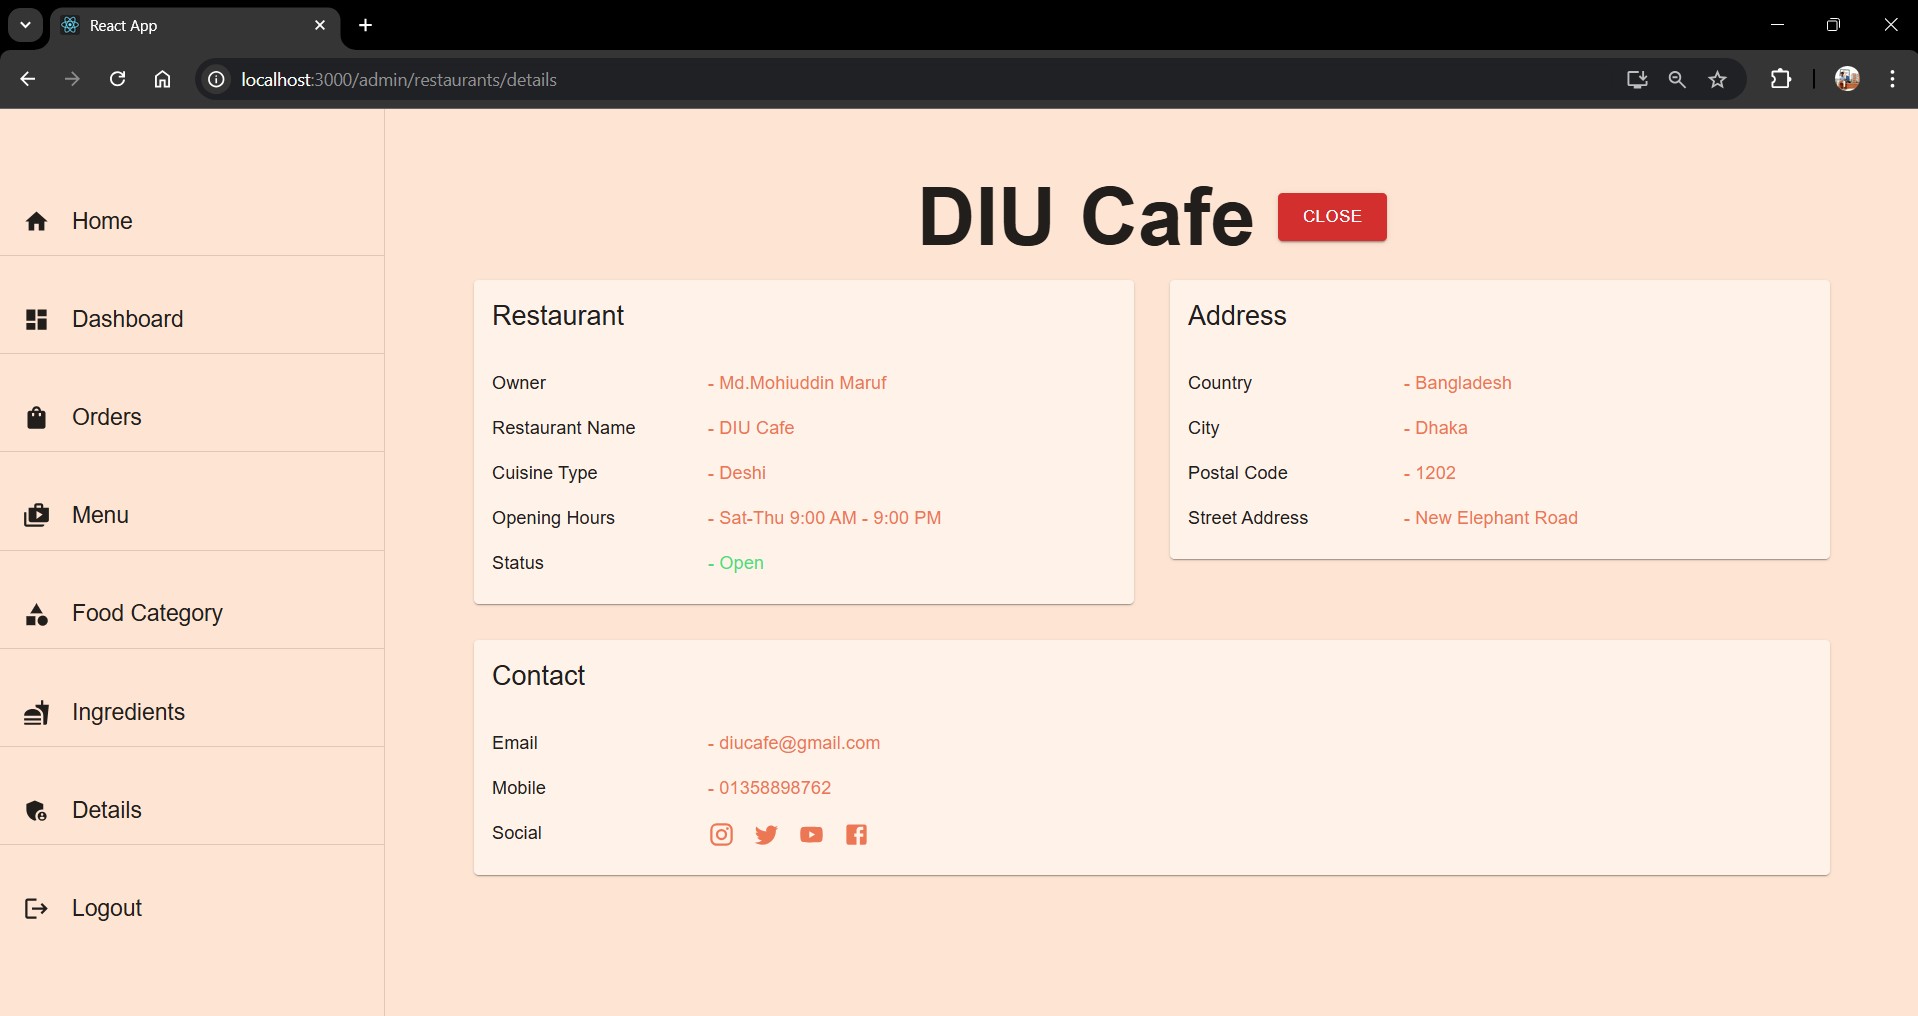 React App
localhost:3000/admin/restaurants/details
Home
Dashboard
Orders
Menu
Food Category
Ingredients
Details
Logout
DIU Cafe
CLOSE
Restaurant
Owner - Md.Mohiuddin Maruf
Restaurant Name - DIU Cafe
Cuisine Type - Deshi
Opening Hours - Sat-Thu 9:00 AM - 9:00 PM
Status - Open
Address
Country - Bangladesh
City - Dhaka
Postal Code - 1202
Street Address - New Elephant Road
Contact
Email - diucafe@gmail.com
Mobile - 01358898762
Social